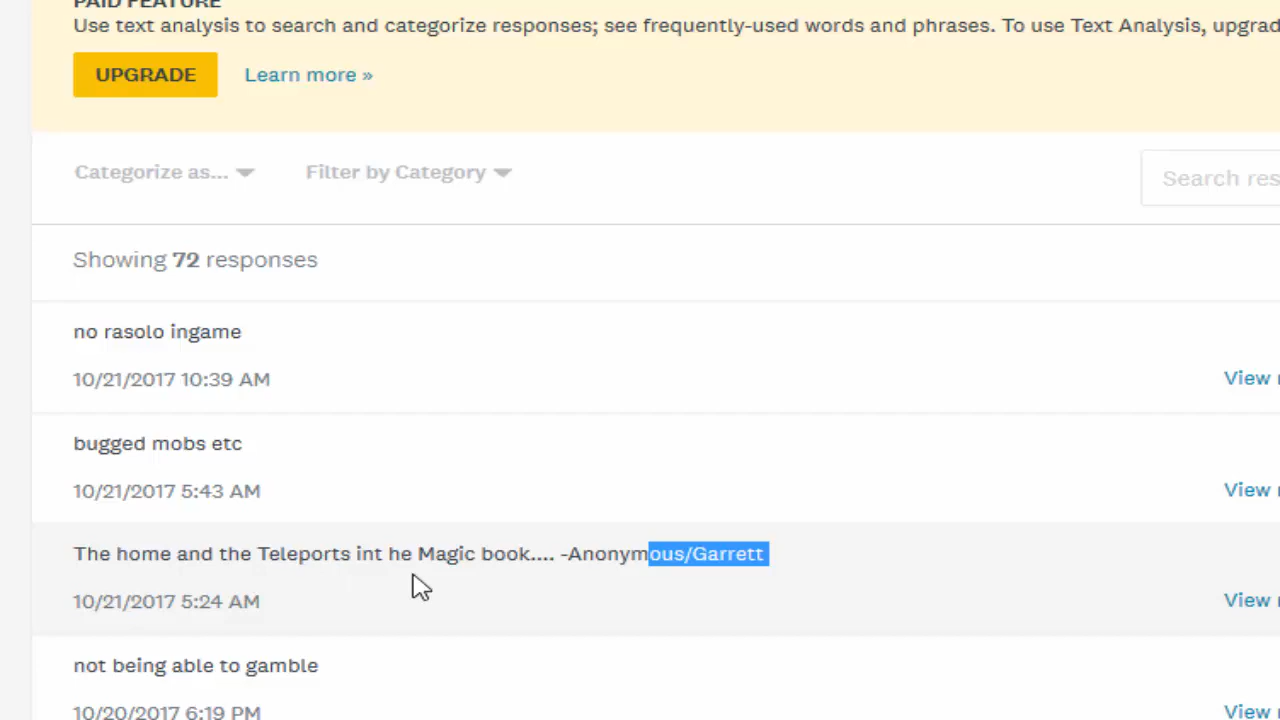 PAID FEATURE
Use text analysis to search and categorize responses; see frequently-used words and phrases. To use Text Analysis, upgrad
UPGRADE Learn more »
Categorize as... Filter by Category
Search res
Showing 72 responses
no rasolo ingame
10/21/2017 10:39 AM
View
bugged mobs etc
10/21/2017 5:43 AM
View
The home and the Teleports int he Magic book.... -Anonymous/Garrett
10/21/2017 5:24 AM
View
not being able to gamble
10/20/2017 6:19 PM
View